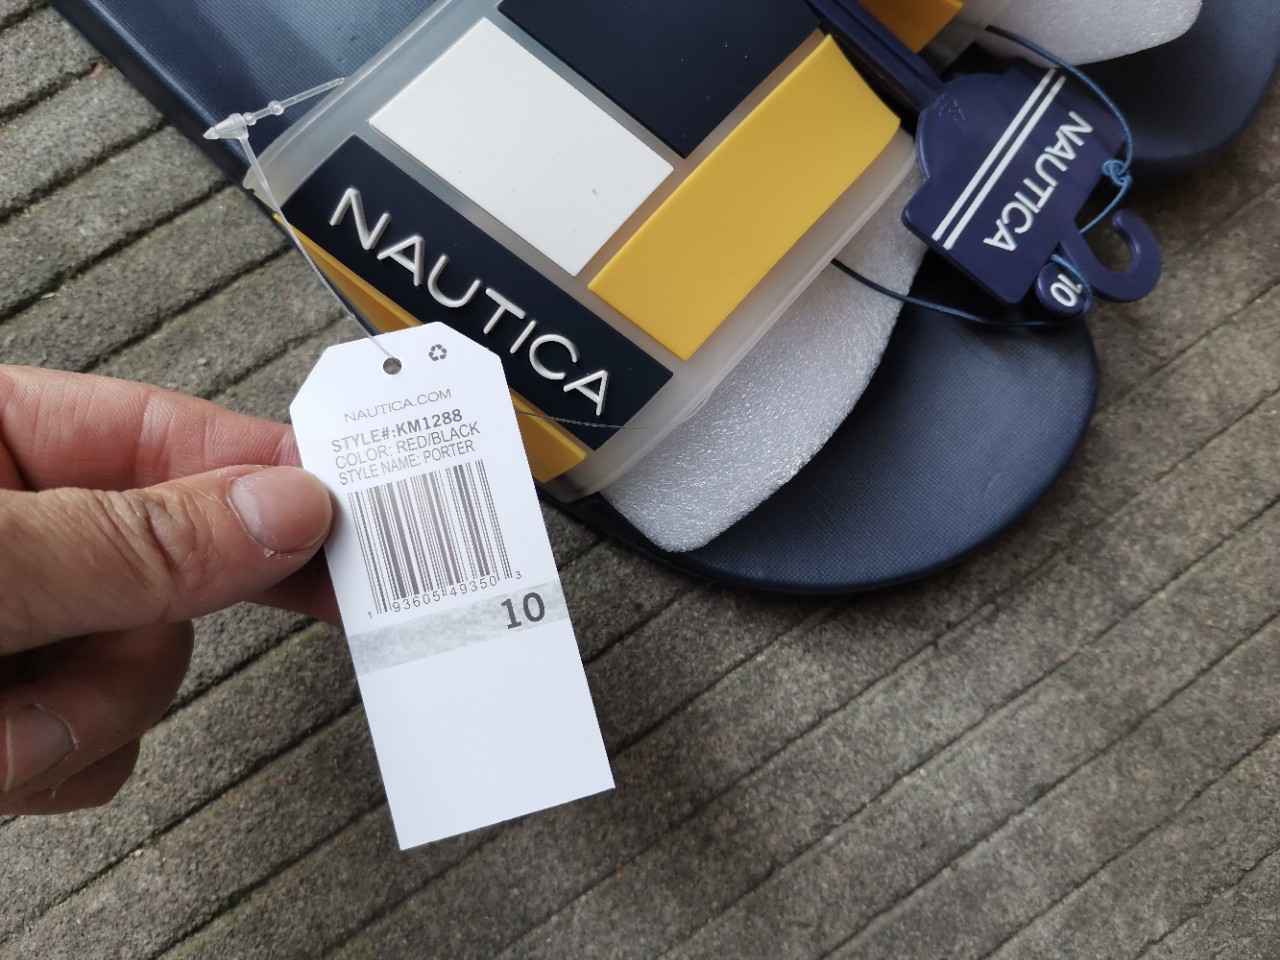 NAUTICA
NAUTICA
10
NAUTICA.COM
STYLE#:KM1288
COLOR: RED/BLACK
STYLE NAME: PORTER
1 93605 49350 3
10